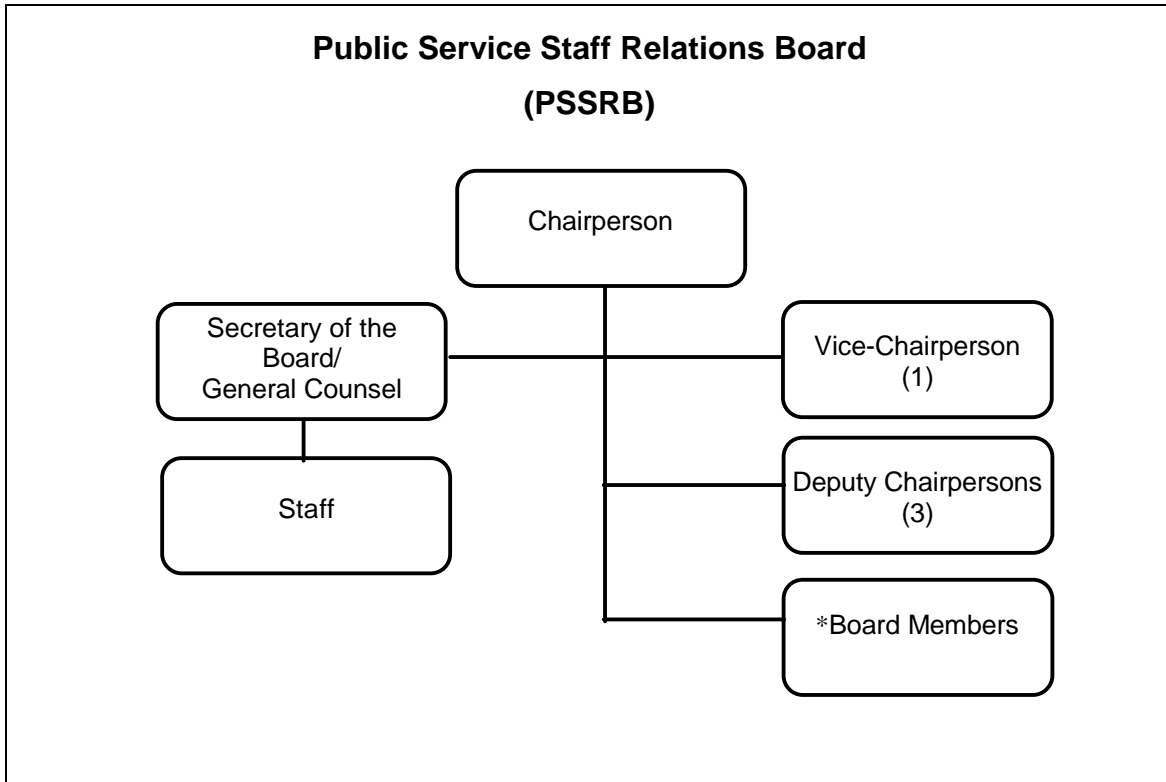 Public Service Staff Relations Board
(PSSRB)
Chairperson
Secretary of the
Board/
General Counsel
Vice-Chairperson
(1)
Staff
Deputy Chairpersons
(3)
*Board Members